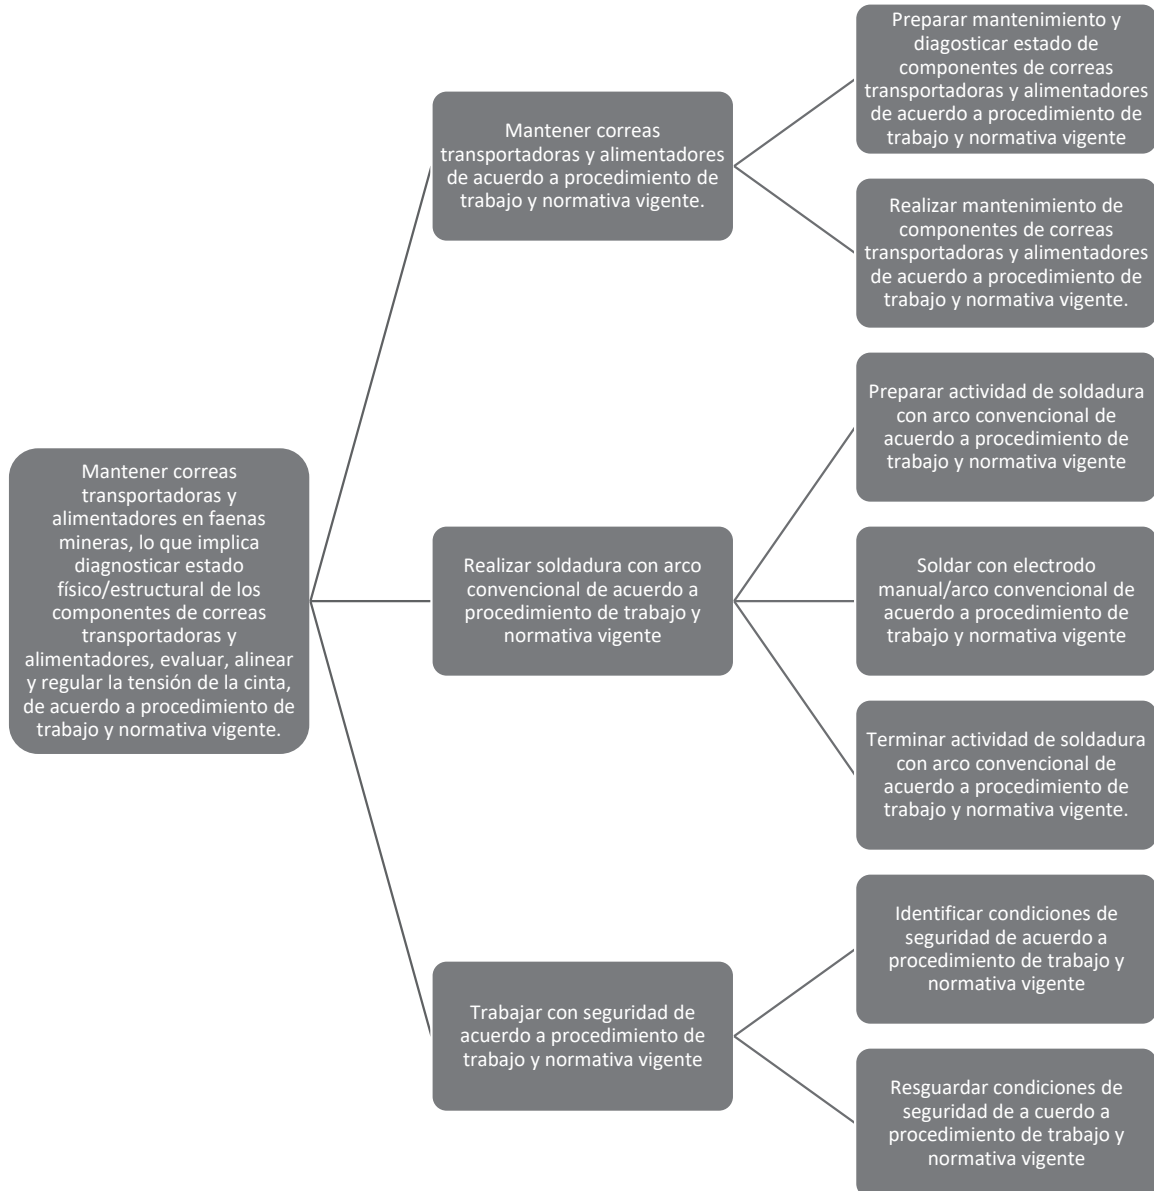 Mantener correas
transportadoras y
alimentadores en faenas
mineras, lo que implica
diagnosticar estado
físico/estructural de los
componentes de correas
transportadoras y
alimentadores, evaluar, alinear
y regular la tensión de la cinta,
de acuerdo a procedimiento de
trabajo y normativa vigente.
Mantener correas
transportadoras y alimentadores
de acuerdo a procedimiento de
trabajo y normativa vigente.
Preparar mantenimiento y
diagosticar estado de
componentes de correas
transportadoras y alimentadores
de acuerdo a procedimiento de
trabajo y normativa vigente
Realizar mantenimiento de
componentes de correas
transportadoras y alimentadores
de acuerdo a procedimiento de
trabajo y normativa vigente.
Realizar soldadura con arco
convencional de acuerdo a
procedimiento de trabajo y
normativa vigente
Preparar actividad de soldadura
con arco convencional de
acuerdo a procedimiento de
trabajo y normativa vigente
Soldar con electrodo
manual/arco convencional de
acuerdo a procedimiento de
trabajo y normativa vigente
Terminar actividad de soldadura
con arco convencional de
acuerdo a procedimiento de
trabajo y normativa vigente.
Trabajar con seguridad de
acuerdo a procedimiento de
trabajo y normativa vigente
Identificar condiciones de
seguridad de acuerdo a
procedimiento de trabajo y
normativa vigente
Resguardar condiciones de
seguridad de a cuerdo a
procedimiento de trabajo y
normativa vigente